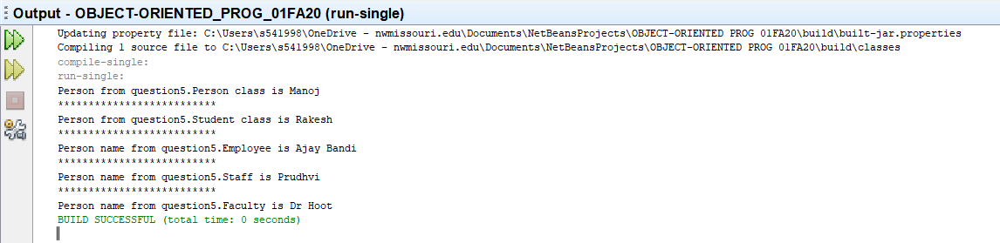 Output - OBJECT-ORIENTED_PROG_01FA20 (run-single)
Updating property file: C:\Users\s541998\OneDrive - nwmissouri.edu\Documents\NetBeansProjects\OBJECT-ORIENTED PROG 01FA20\build\built-jar.properties
Compiling 1 source file to C:\Users\s541998\OneDrive - nwmissouri.edu\Documents\NetBeansProjects\OBJECT-ORIENTED PROG 01FA20\build\classes
compile-single:
run-single:
Person from question5.Person class is Manoj
**************************
Person from question5.Student class is Rakesh
**************************
Person name from question5.Employee is Ajay Bandi
**************************
Person name from question5.Staff is Prudhvi
**************************
Person name from question5.Faculty is Dr Hoot
BUILD SUCCESSFUL (total time: 0 seconds)